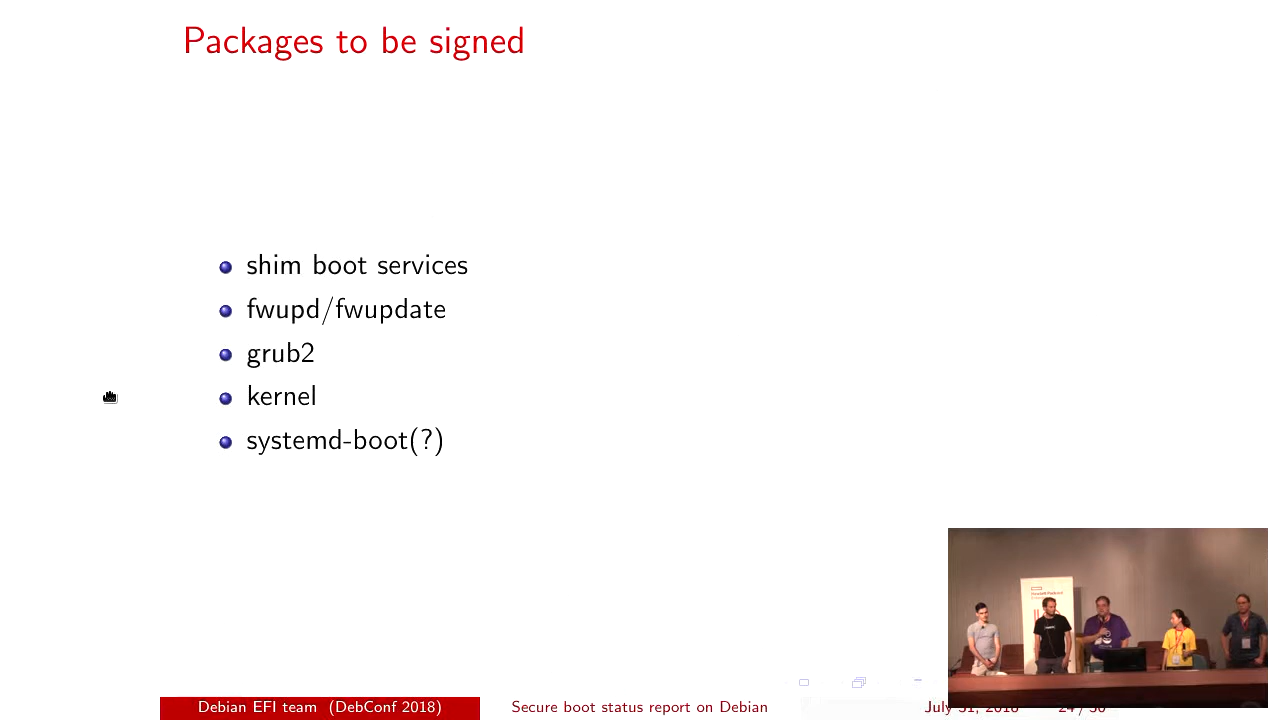 Packages to be signed
shim boot services
fwupd/fwupdate
grub2
kernel
systemd-boot(?)
Debian EFI team (DebConf 2018) Secure boot status report on Debian July 31, 2018 24 / 30